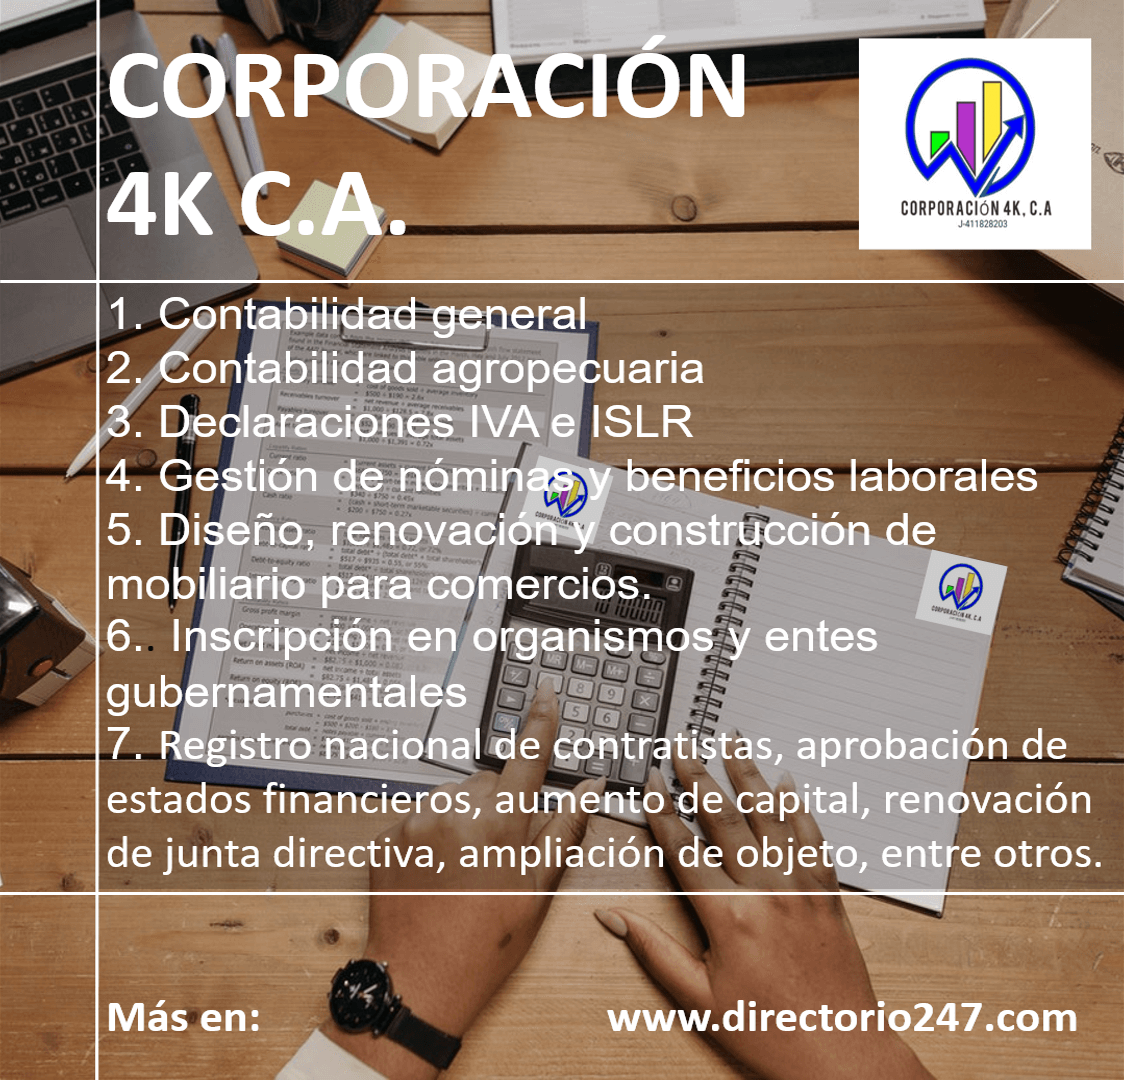 CORPORACIÓN
4K C.A.
CORPORACIÓN 4K, C.A
J-411828203
1. Contabilidad general
2. Contabilidad agropecuaria
3. Declaraciones IVA e ISLR
4. Gestión de nóminas y beneficios laborales
5. Diseño, renovación y construcción de
mobiliario para comercios.
6.. Inscripción en organismos y entes
gubernamentales
7. Registro nacional de contratistas, aprobación de
estados financieros, aumento de capital, renovación
de junta directiva, ampliación de objeto, entre otros.
CORPORACIÓN 4K, C.A
Más en:
www.directorio247.com